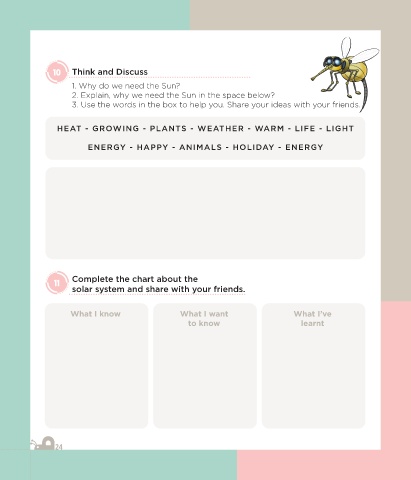 10 Think and Discuss
1. Why do we need the Sun?
2. Explain, why we need the Sun in the space below?
3. Use the words in the box to help you. Share your ideas with your friends.
HEAT - GROWING - PLANTS - WEATHER - WARM - LIFE - LIGHT
ENERGY - HAPPY - ANIMALS - HOLIDAY - ENERGY
11 Complete the chart about the
solar system and share with your friends.
What I know
What I want
to know
What I've
learnt
24